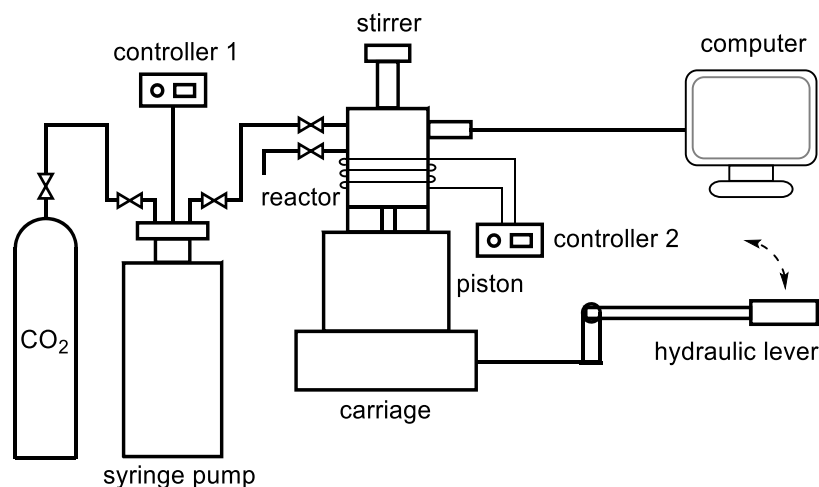 stirrer
controller 1
computer
reactor
controller 2
piston
CO₂
hydraulic lever
carriage
syringe pump